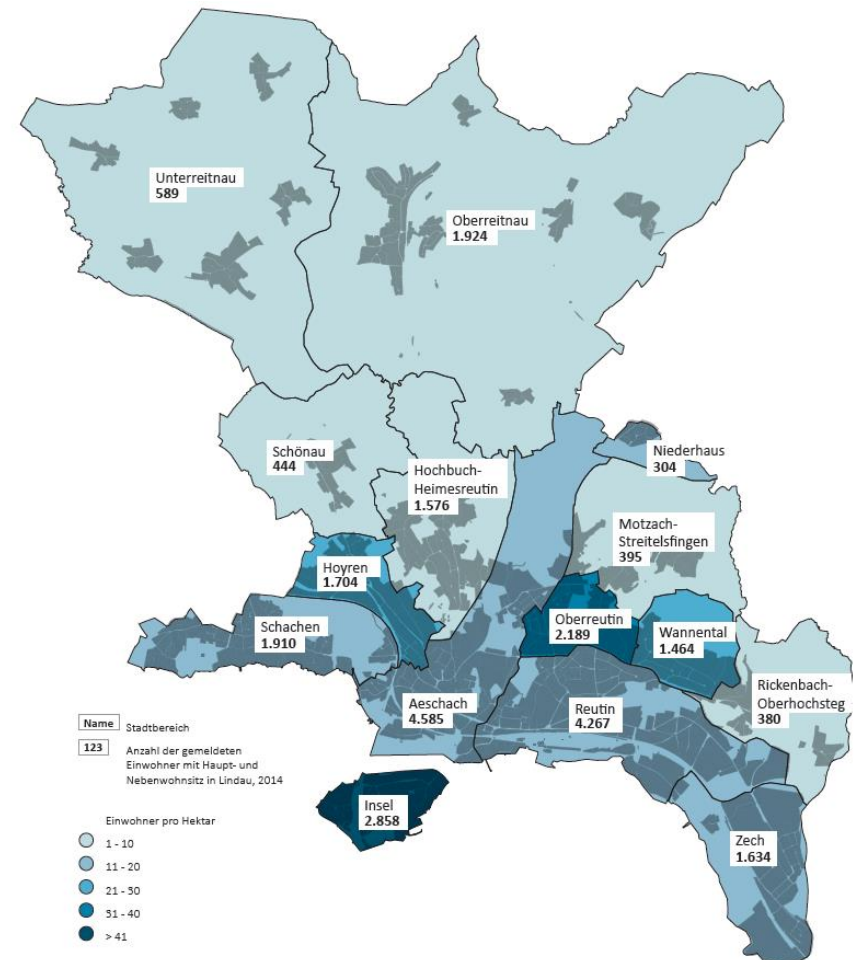 Unterreitnau
589
Oberreitnau
1.924
Schönau
444
Hochbuch-
Heimesreutin
1.576
Niederhaus
304
Motzach-
Streitelsfingen
395
Hoyren
1.704
Oberreutin
2.189
Wannental
1.464
Schachen
1.910
Rickenbach-
Oberhochsteg
380
Aeschach
4.585
Reutin
4.267
Insel
2.858
Zech
1.634
Name Stadtbereich
123 Anzahl der gemeldeten
Einwohner mit Haupt- und
Nebenwohnsitz in Lindau, 2014
Einwohner pro Hektar
1 - 10
11 - 20
21 - 30
31 - 40
> 41